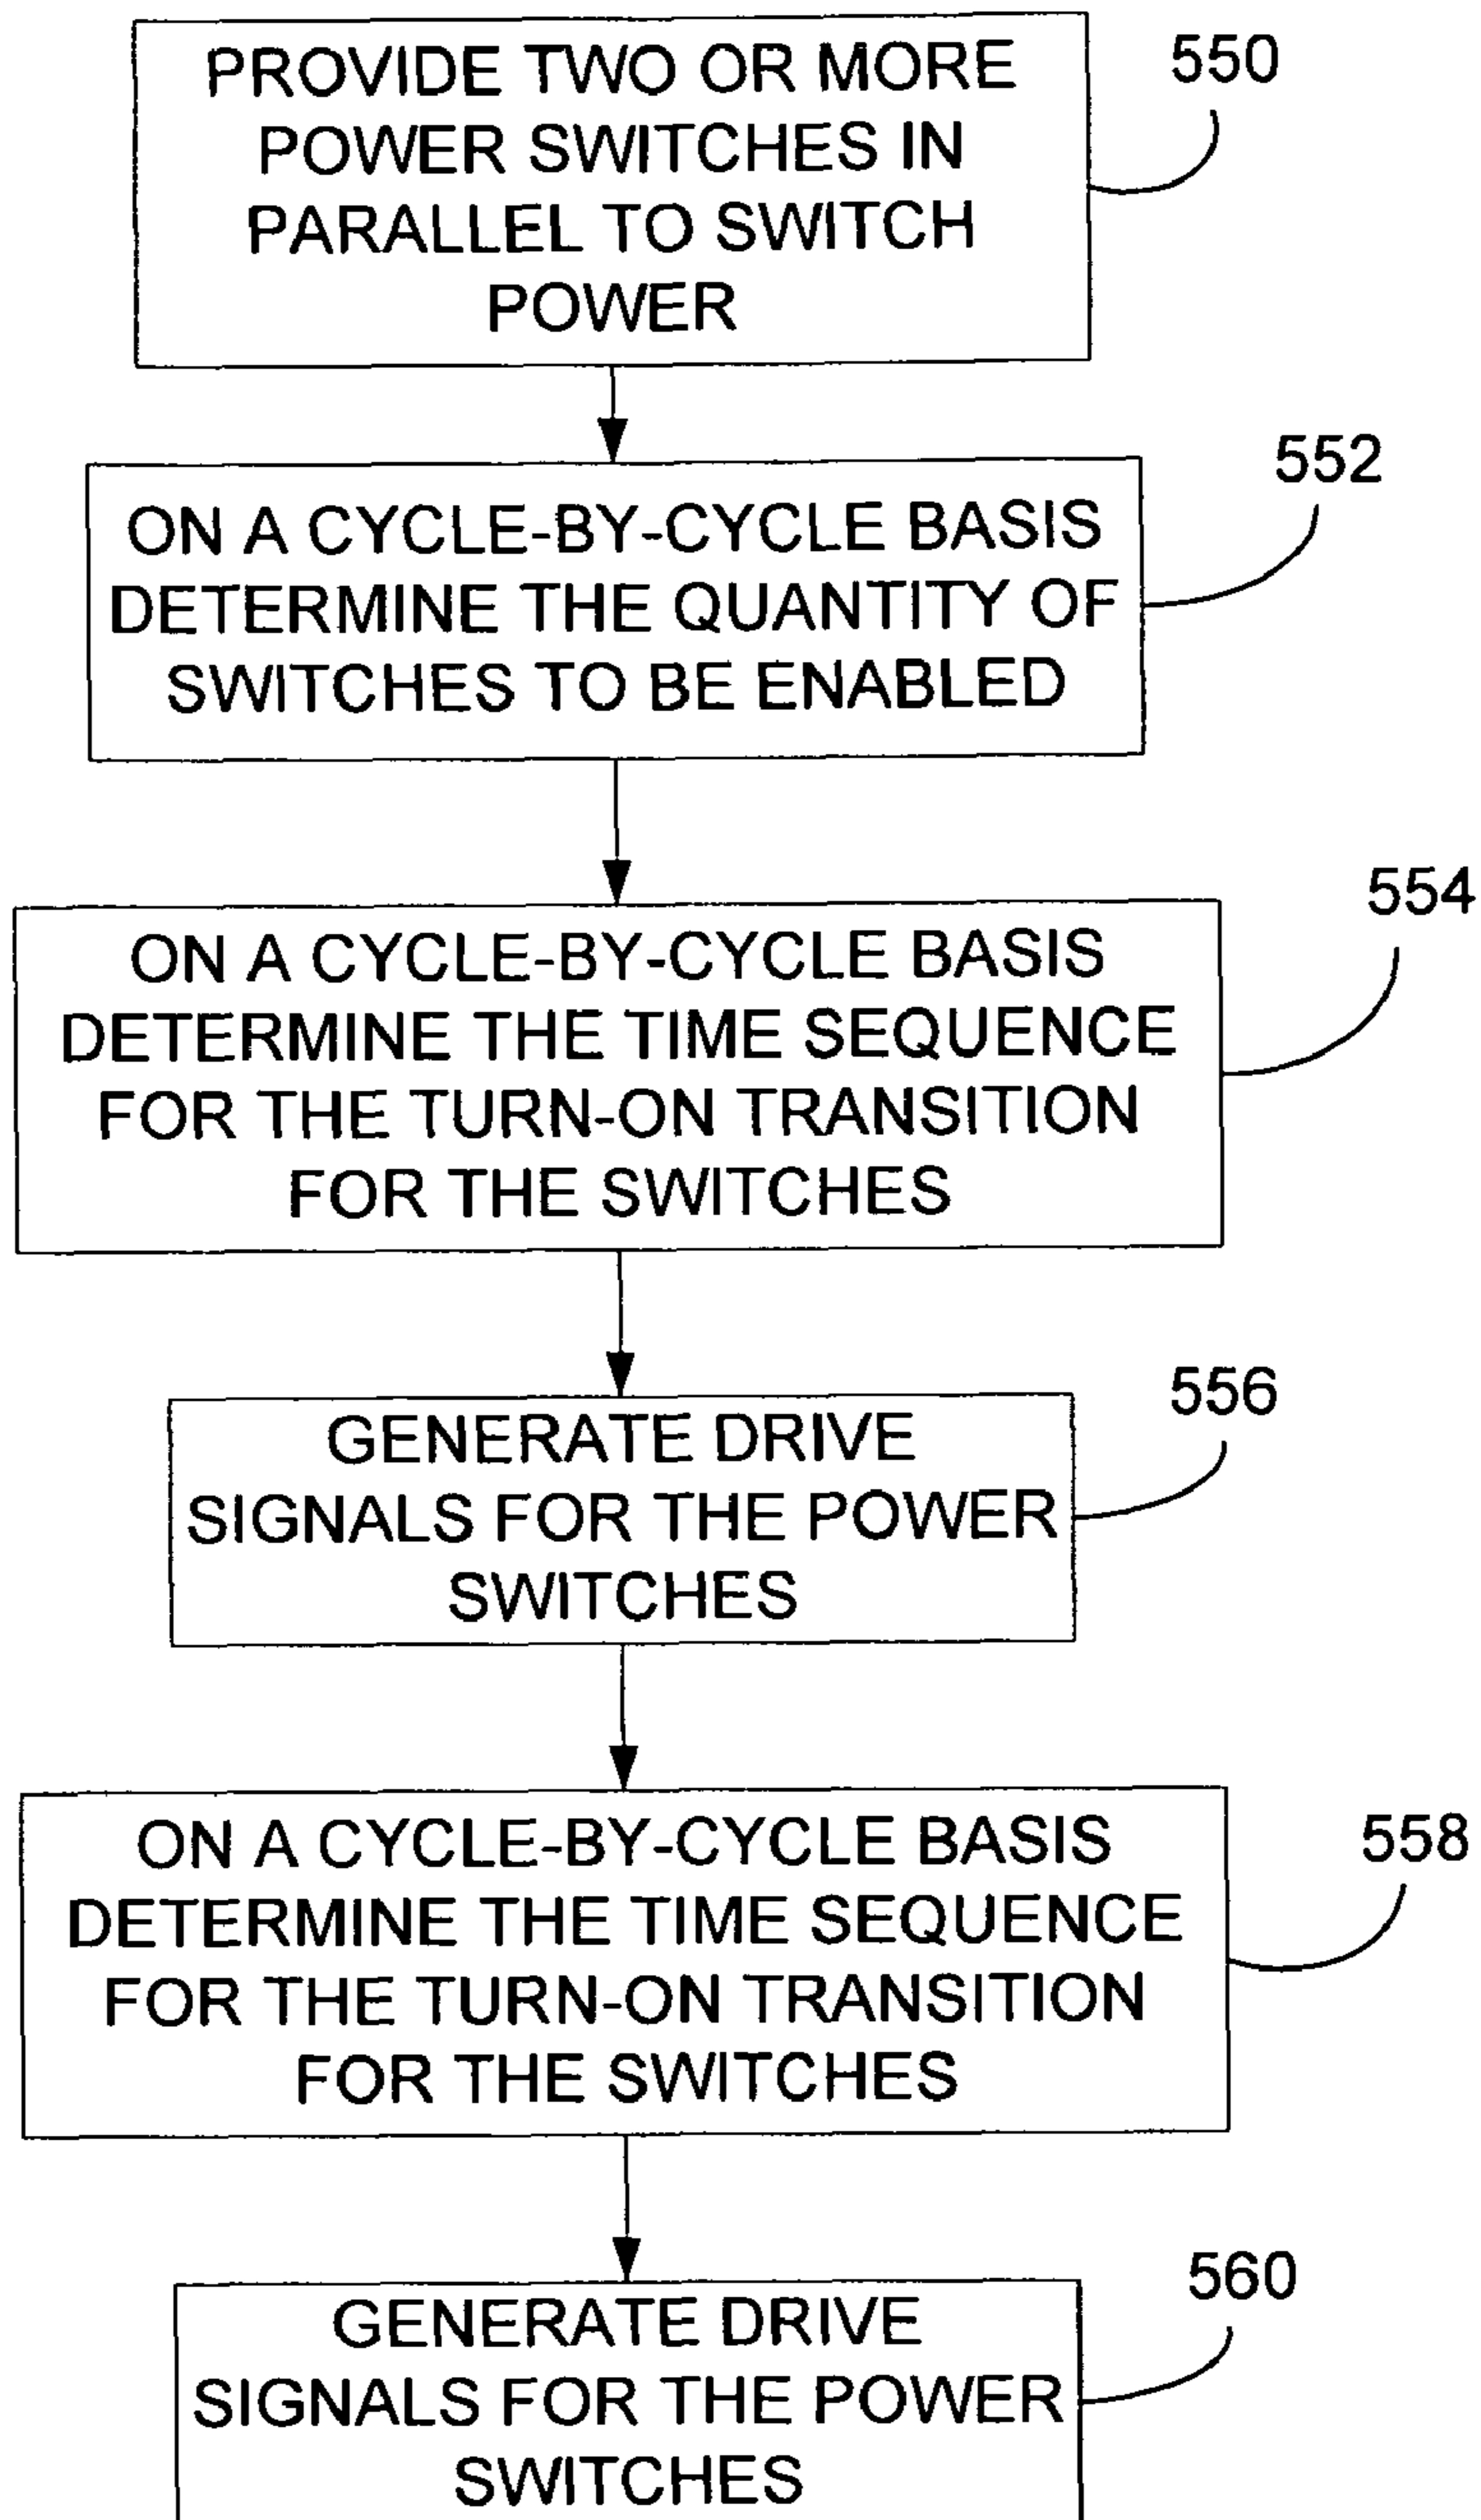 PROVIDE TWO OR MORE
POWER SWITCHES IN
PARALLEL TO SWITCH
POWER
550
ON A CYCLE-BY-CYCLE BASIS
DETERMINE THE QUANTITY OF
SWITCHES TO BE ENABLED
552
ON A CYCLE-BY-CYCLE BASIS
DETERMINE THE TIME SEQUENCE
FOR THE TURN-ON TRANSITION
FOR THE SWITCHES
554
GENERATE DRIVE
SIGNALS FOR THE POWER
SWITCHES
556
ON A CYCLE-BY-CYCLE BASIS
DETERMINE THE TIME SEQUENCE
FOR THE TURN-ON TRANSITION
FOR THE SWITCHES
558
GENERATE DRIVE
SIGNALS FOR THE POWER
SWITCHES
560